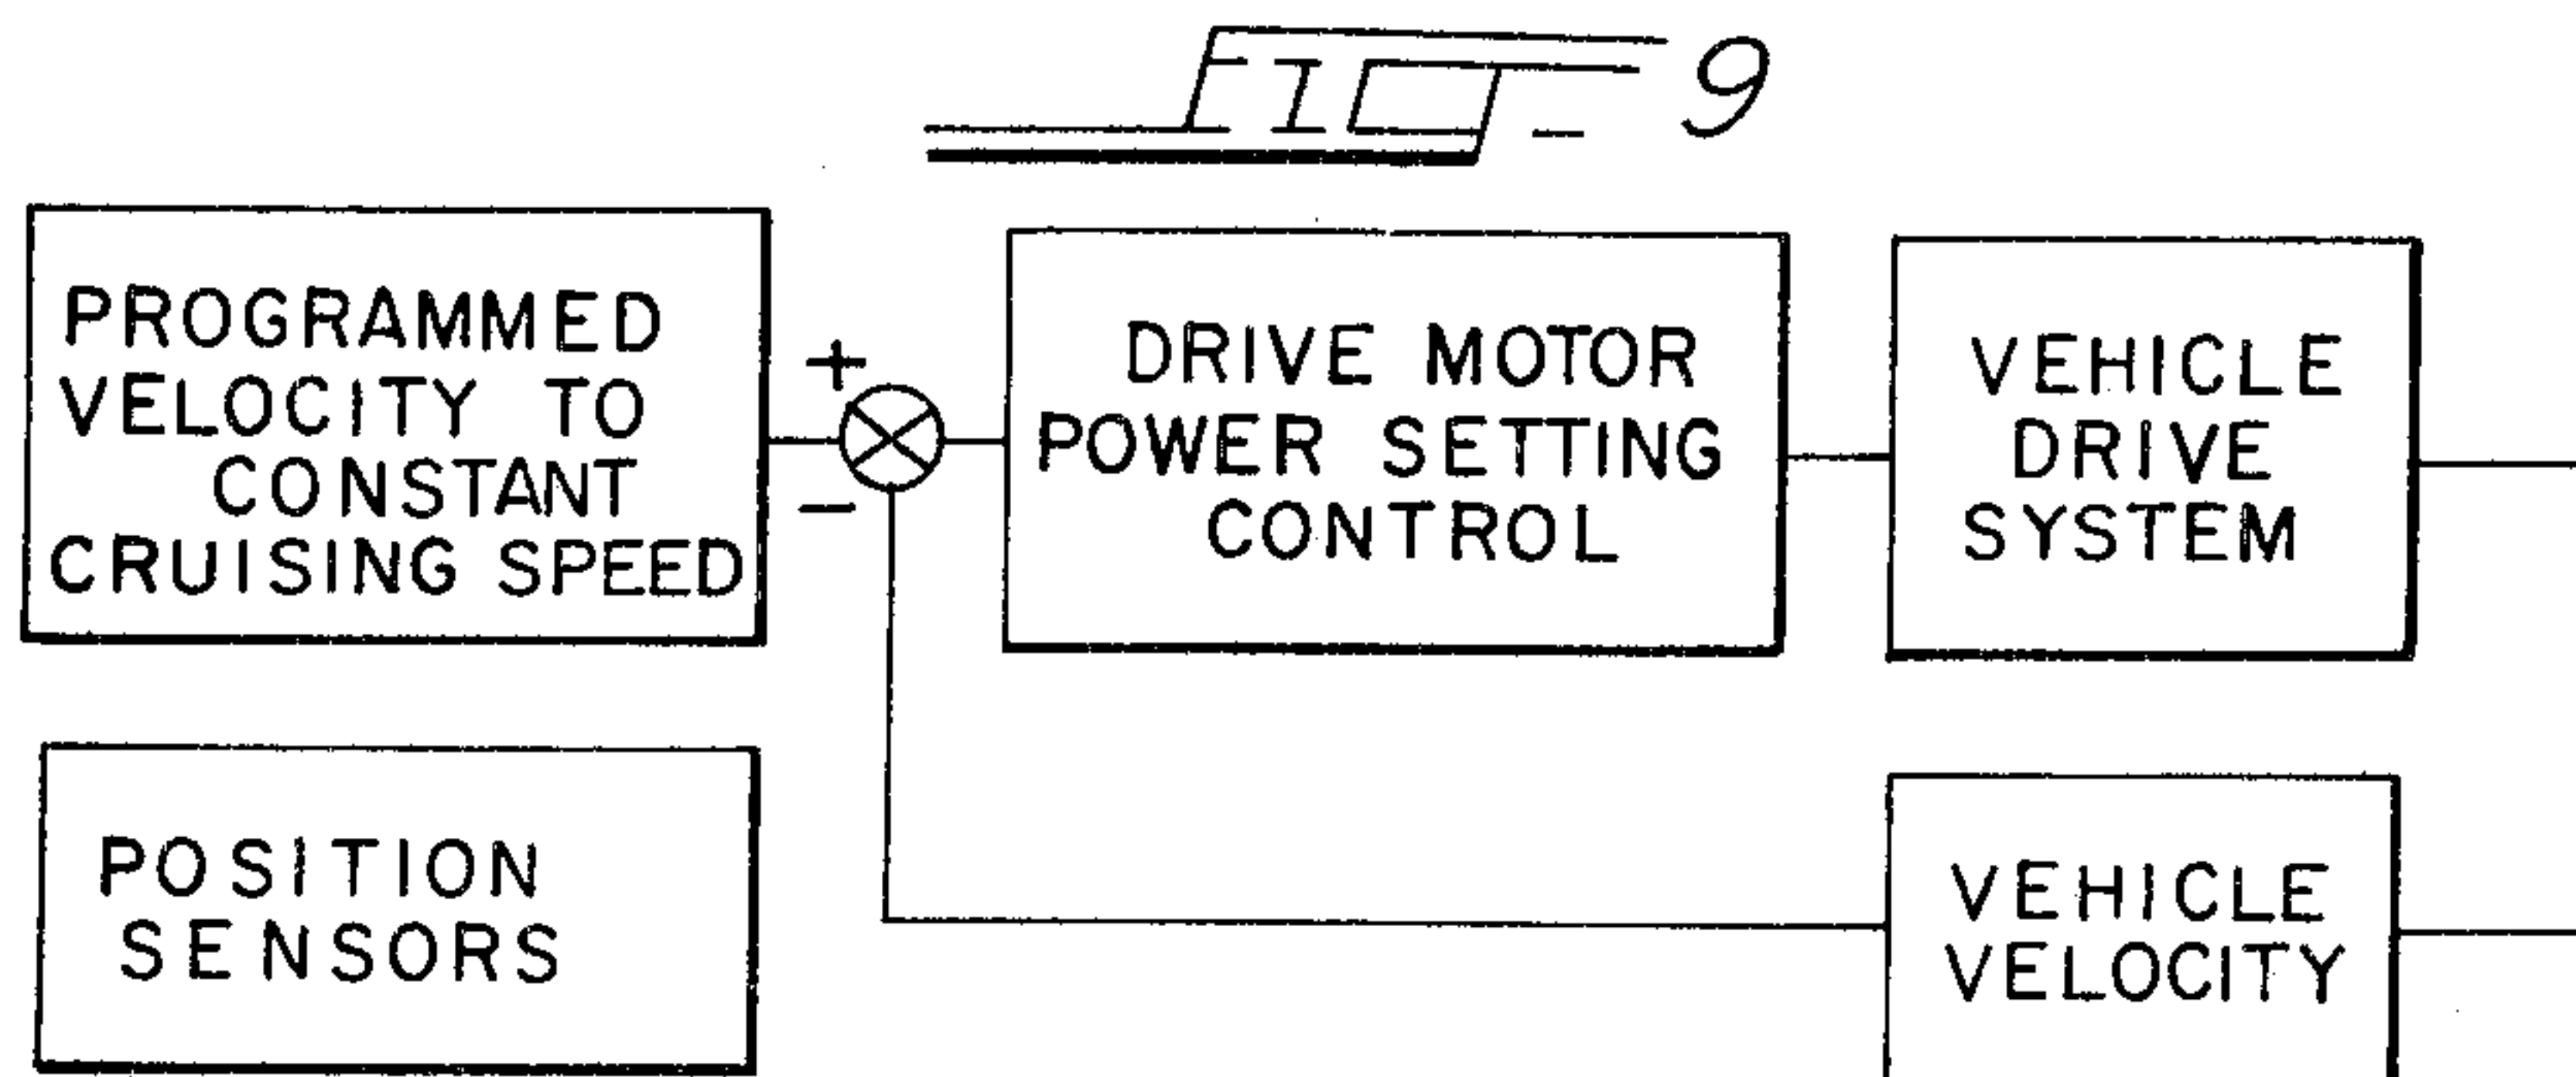 FIG-9
PROGRAMMED
VELOCITY TO
CONSTANT
CRUISING SPEED
+
-
DRIVE MOTOR
POWER SETTING
CONTROL
VEHICLE
DRIVE
SYSTEM
POSITION
SENSORS
VEHICLE
VELOCITY